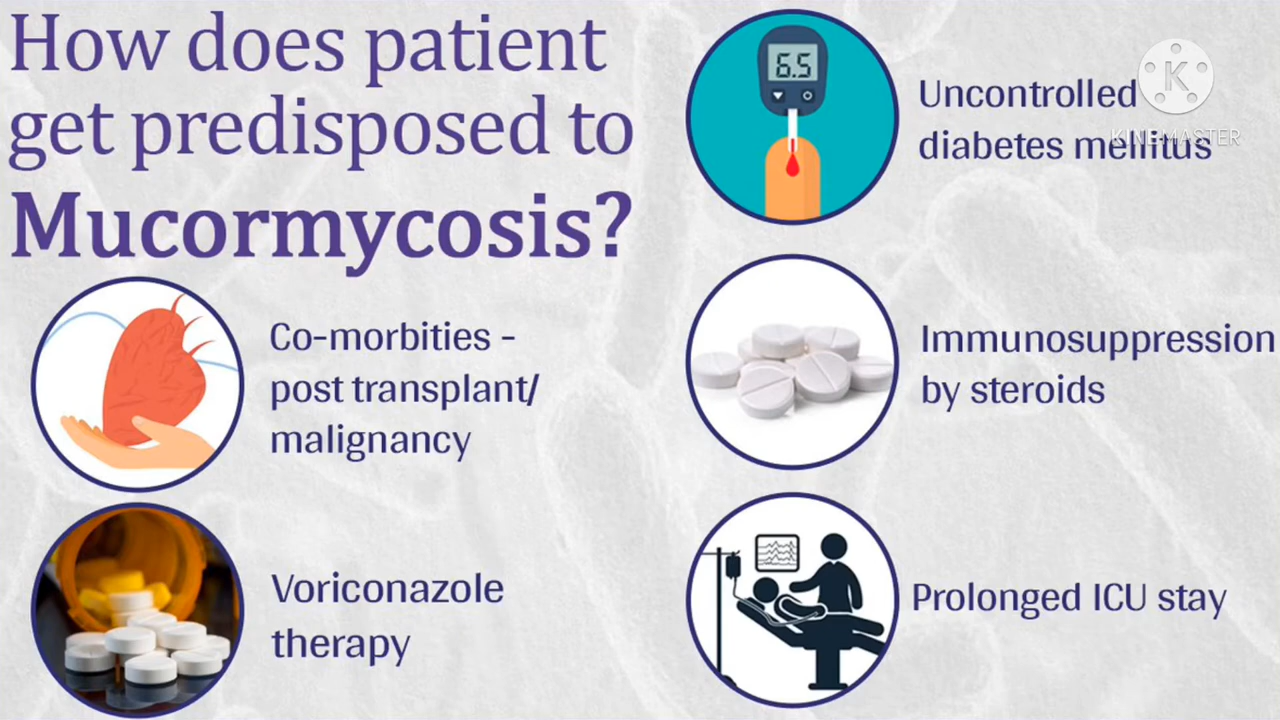 How does patient
get predisposed to
Mucormycosis?
Co-morbities -
post transplant/
malignancy
Voriconazole
therapy
6.5
Uncontrolled
diabetes mellitus
K
KINEMASTER
Immunosuppression
by steroids
Prolonged ICU stay